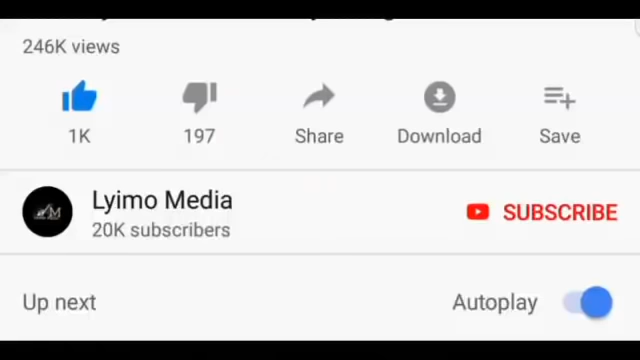 246K views
1K
197
Share
Download
Save
Lyimo Media
20K subscribers
SUBSCRIBE
Up next
Autoplay